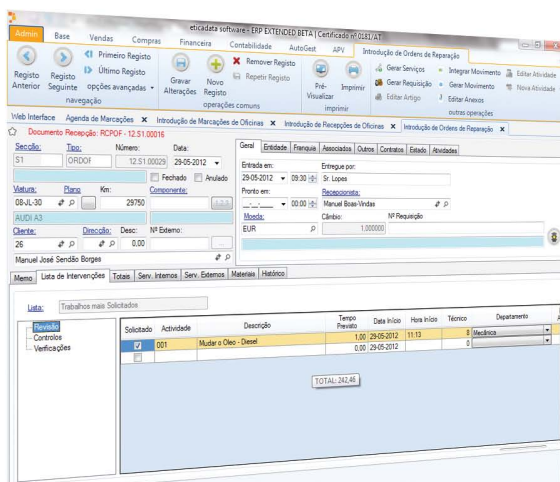 eticadata software - ERP EXTENDED BETA | Certificado nº 0181/AT
Admin Base Vendas Compras Financeira Contabilidade AutoGest APV Introdução de Ordens de Reparação
Registo Anterior
Registo Seguinte
Primeiro Registo
Último Registo
opções avançadas
navegação
Gravar Alterações
Novo Registo
Remover Registo
Repetir Registo
operações comuns
Pré-Visualizar
Imprimir
imprimir
Gerar Serviços
Gerar Requisição
Editar Artigo
Integrar Movimento
Gerar Movimento
Editar Anexos
Editar Atividade
Nova Atividade
outras operações
Web Interface Agenda de Marcações X Introdução de Marcações de Oficinas X Introdução de Recepções de Oficinas X Introdução de Ordens de Reparação X
Documento Recepção: RCPOF - 12.S1.00016
Secção: Tipo: Número: Data:
S1 ORDOF 12.S1.00029 29-05-2012
Fechado Anulado
Viatura: Plano Km: Componente:
08-JL-30 29750 1.2.3
AUDI A3
Cliente: Direcção: Desc: Nº Externo:
26 0,00 ...
Manuel José Sendão Borges
Geral Entidade Franquia Associados Outros Contratos Estado Atividades
Entrada em: Entregue por:
29-05-2012 09:30 Sr. Lopes
Pronto em: Recepcionista:
__-__-____ 00:00 Manuel Boas-Vindas
Moeda: Câmbio: Nº Requisição
EUR 1,000000
Memo Lista de Intervenções Totais Serv. Internos Serv. Externos Materiais Histórico
Lista: Trabalhos mais Solicitados
Revisão
Controlos
Verificações
Solicitado Actividade Descrição Tempo Previsto Data Início Hora Início Técnico Departamento
001 Mudar o Oleo - Diesel 1,00 29-05-2012 11:13 8 Mecânica
0,00 29-05-2012 0
TOTAL: 242,46